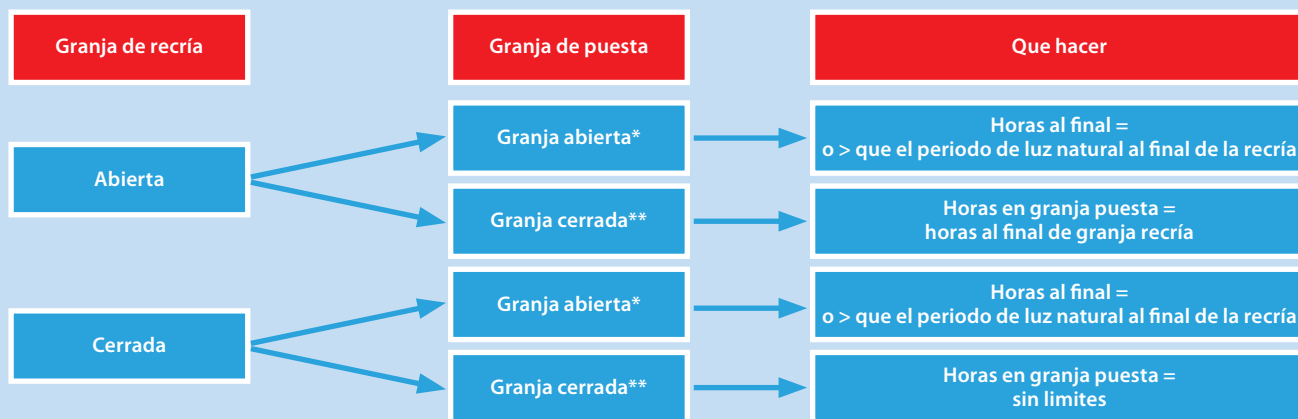 Granja de recría
Granja de puesta
Que hacer
Abierta
Granja abierta*
Horas al final =
o > que el periodo de luz natural al final de la recría
Granja cerrada**
Horas en granja puesta =
horas al final de granja recría
Cerrada
Granja abierta*
Horas al final =
o > que el periodo de luz natural al final de la recría
Granja cerrada**
Horas en granja puesta =
sin limites